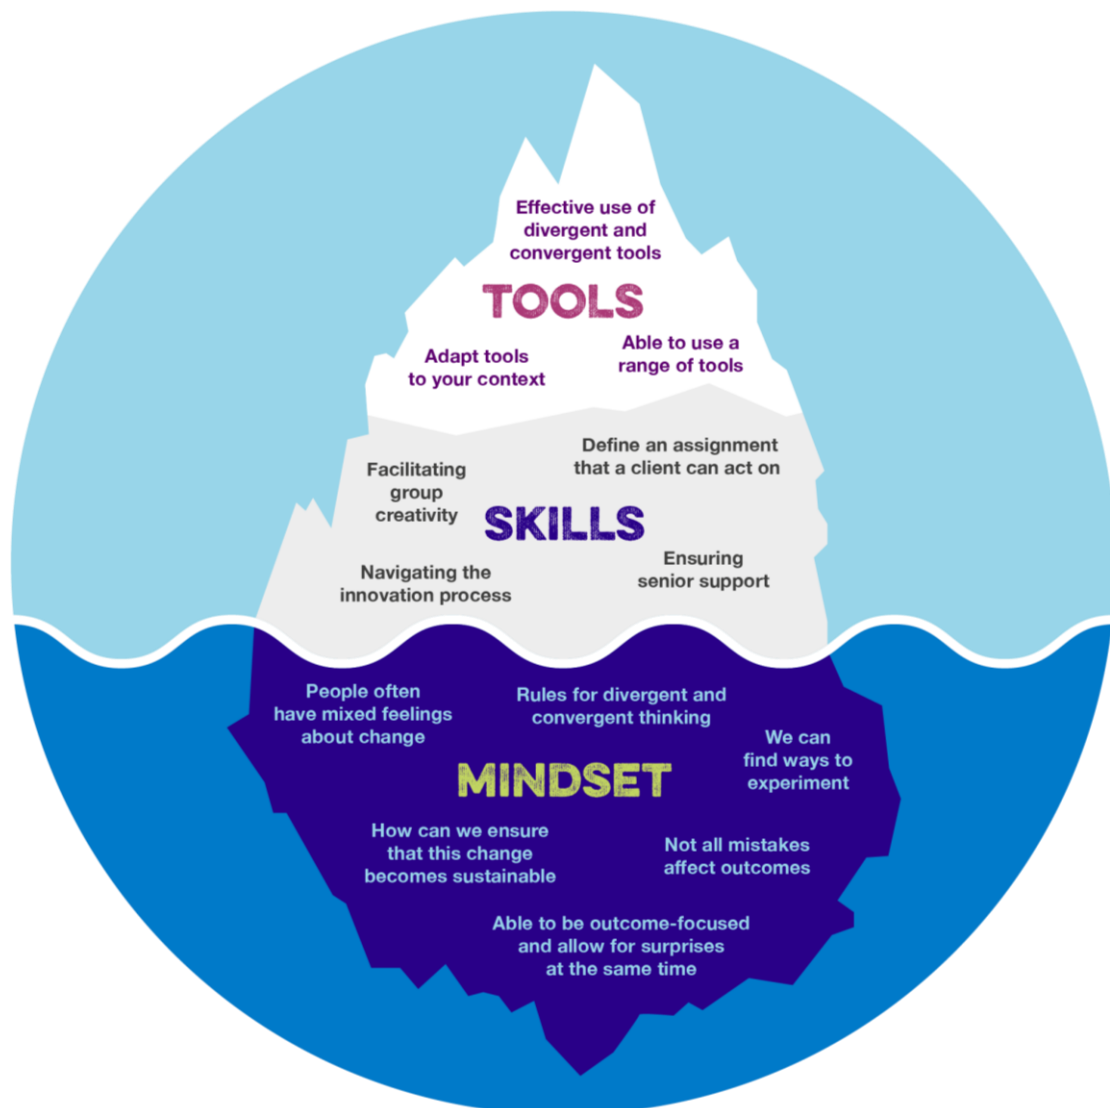 Effective use of
divergent and
convergent tools
TOOLS
Adapt tools
to your context
Able to use a
range of tools
Define an assignment
that a client can act on
Facilitating
group
creativity
SKILLS
Navigating the
innovation process
Ensuring
senior support
People often
have mixed feelings
about change
Rules for divergent and
convergent thinking
We can
find ways to
experiment
MINDSET
How can we ensure
that this change
becomes sustainable
Not all mistakes
affect outcomes
Able to be outcome-focused
and allow for surprises
at the same time